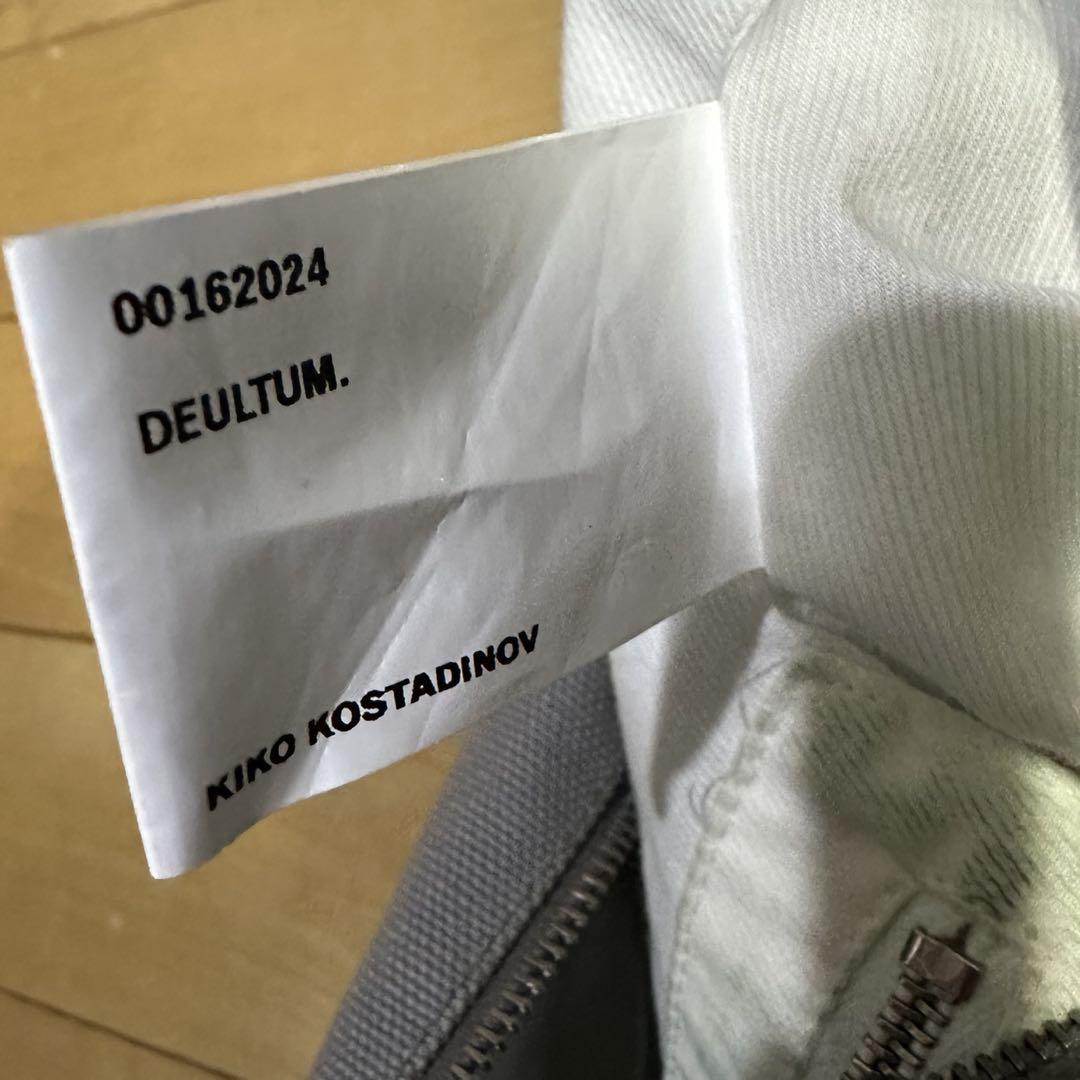 00162024
DEULTUM.
KIKO KOSTADINOV